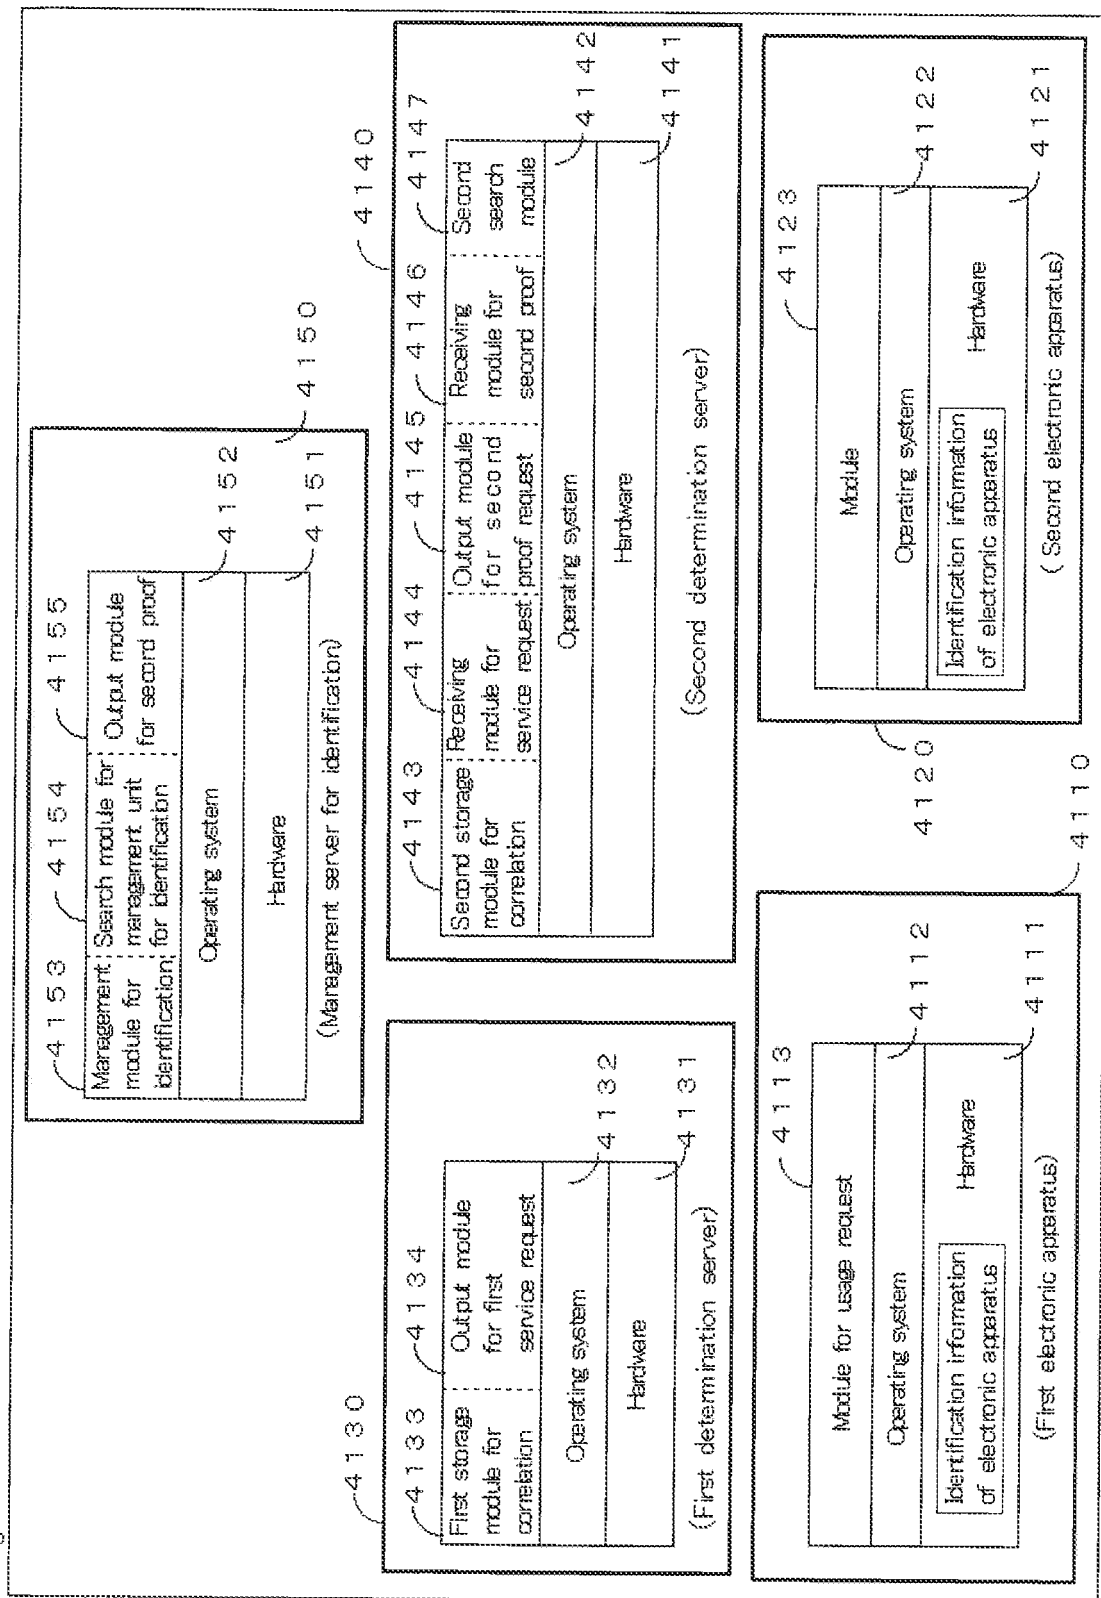 4150
4153
4154
4155
Management
module for
identification
Search module for
management unit
for identification
Output module
for second proof
Operating system
4152
Hardware
4151
(Management server for identification)
4130
4133
4134
First storage
module for
correlation
Output module
for first
service request
Operating system
4132
Hardware
4131
(First determination server)
4140
4143
4144
4145
4146
4147
Second storage
module for
correlation
Receiving
module for
service request
Output module
for second
proof request
Receiving
module for
second proof
Second
search
module
Operating system
4142
Hardware
4141
(Second determination server)
4110
4113
Module for usage request
Operating system
4112
Identification information
of electronic apparatus
Hardware
4111
(First electronic apparatus)
4120
4123
Module
Operating system
4122
Identification information
of electronic apparatus
Hardware
4121
(Second electronic apparatus)